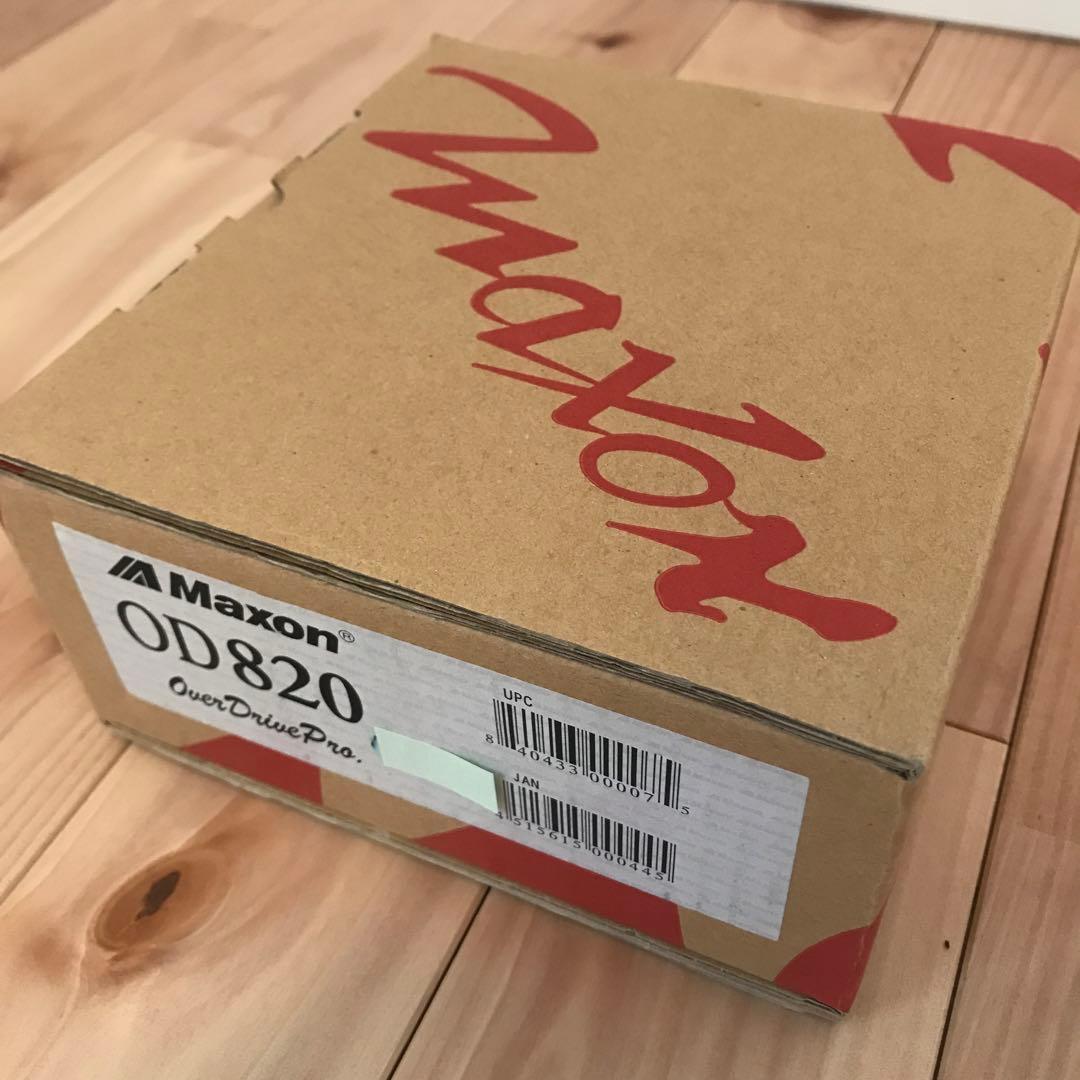 maxon
Maxon®
OD820
OverDrivePro.
UPC
8 40433 00007 5
JAN
4 515615 000445